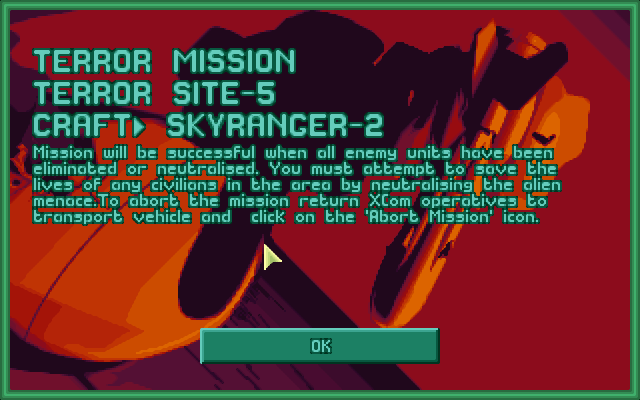 TERROR MISSION
TERROR SITE-5
CRAFT> SKYRANGER-2
Mission will be successful when all enemy units have been
eliminated or neutralised. You must attempt to save the
lives of any civilians in the area by neutralising the alien
menace.To abort the mission return XCom operatives to
transport vehicle and  click on the 'Abort Mission' icon.
OK